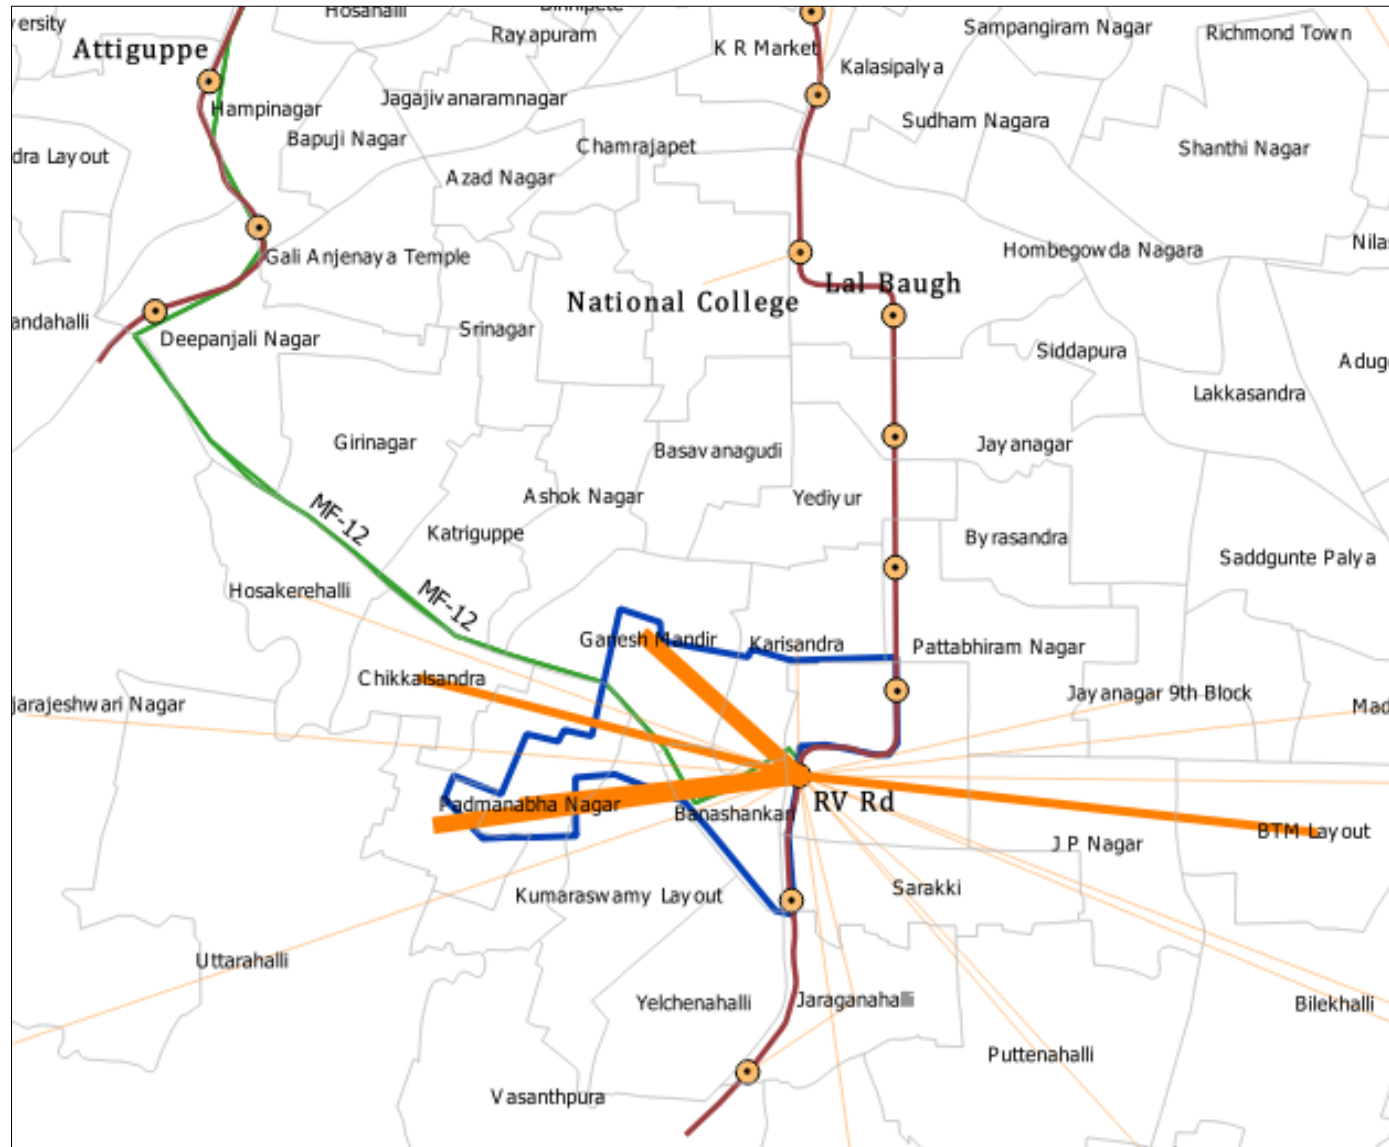 Hosahalli
Binnipete
ersity
Attiguppe
Rayapuram
K R Market
Sampangiram Nagar
Richmond Town
Kalasipalya
Hampinagar
Jagajivanaramnagar
Sudham Nagara
Bapuji Nagar
Chamrajapet
Shanthi Nagar
dra Layout
Azad Nagar
Gali Anjenaya Temple
Hombegowda Nagara
Nilas
Lal Baugh
National College
andahalli
Deepanjali Nagar
Srinagar
Siddapura
Aduge
Lakkasandra
Girinagar
Basavanagudi
Jayanagar
Ashok Nagar
Yediyur
MF-12
Katriguppe
Byrasandra
Saddgunte Palya
Hosakerehalli
MF-12
Ganesh Mandir
Karisandra
Pattabhiram Nagar
Chikkalsandra
jarajeshwari Nagar
Jayanagar 9th Block
Mad
Padmanabha Nagar
RV Rd
Banashankari
BTM Layout
J P Nagar
Kumaraswamy Layout
Sarakki
Uttarahalli
Yelchenahalli
Jaraganahalli
Bilekhalli
Puttenahalli
Vasanthpura